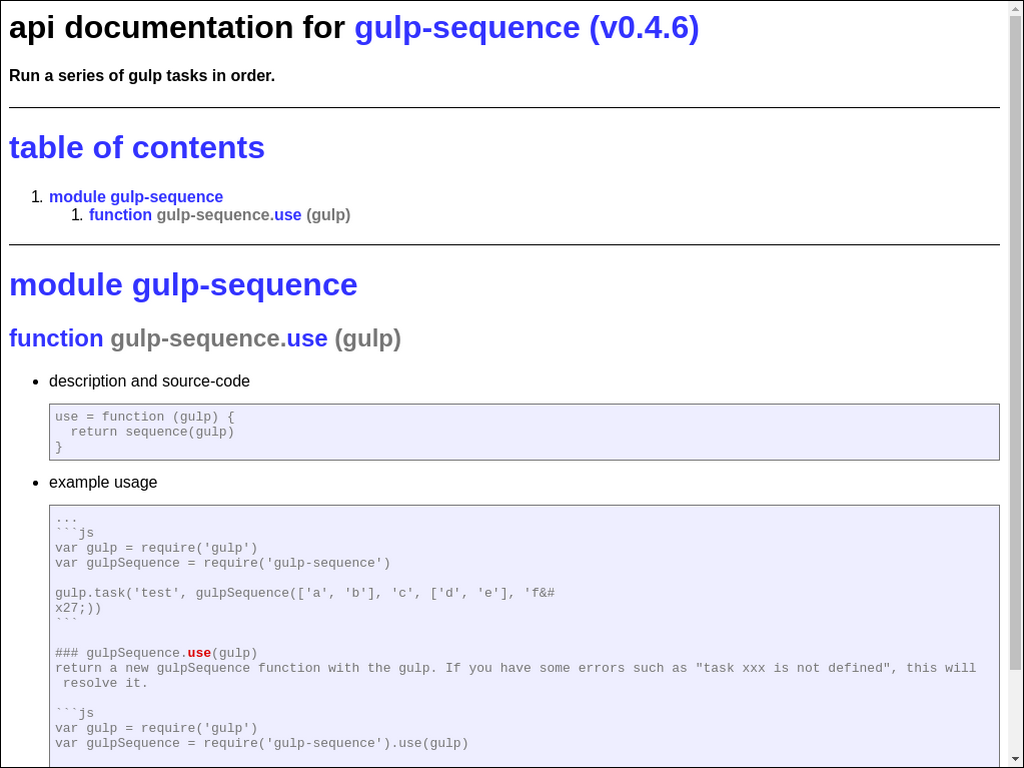 api documentation for gulp-sequence (v0.4.6)
Run a series of gulp tasks in order.
table of contents
1. module gulp-sequence
1. function gulp-sequence.use (gulp)
module gulp-sequence
function gulp-sequence.use (gulp)
• description and source-code
use = function (gulp) {
  return sequence(gulp)
}
• example usage
...
```js
var gulp = require('gulp')
var gulpSequence = require('gulp-sequence')

gulp.task('test', gulpSequence(['a', 'b'], 'c', ['d', 'e'], 'f&#
x27;))
```

### gulpSequence.use(gulp)
return a new gulpSequence function with the gulp. If you have some errors such as "task xxx is not defined", this will
 resolve it.

```js
var gulp = require('gulp')
var gulpSequence = require('gulp-sequence').use(gulp)